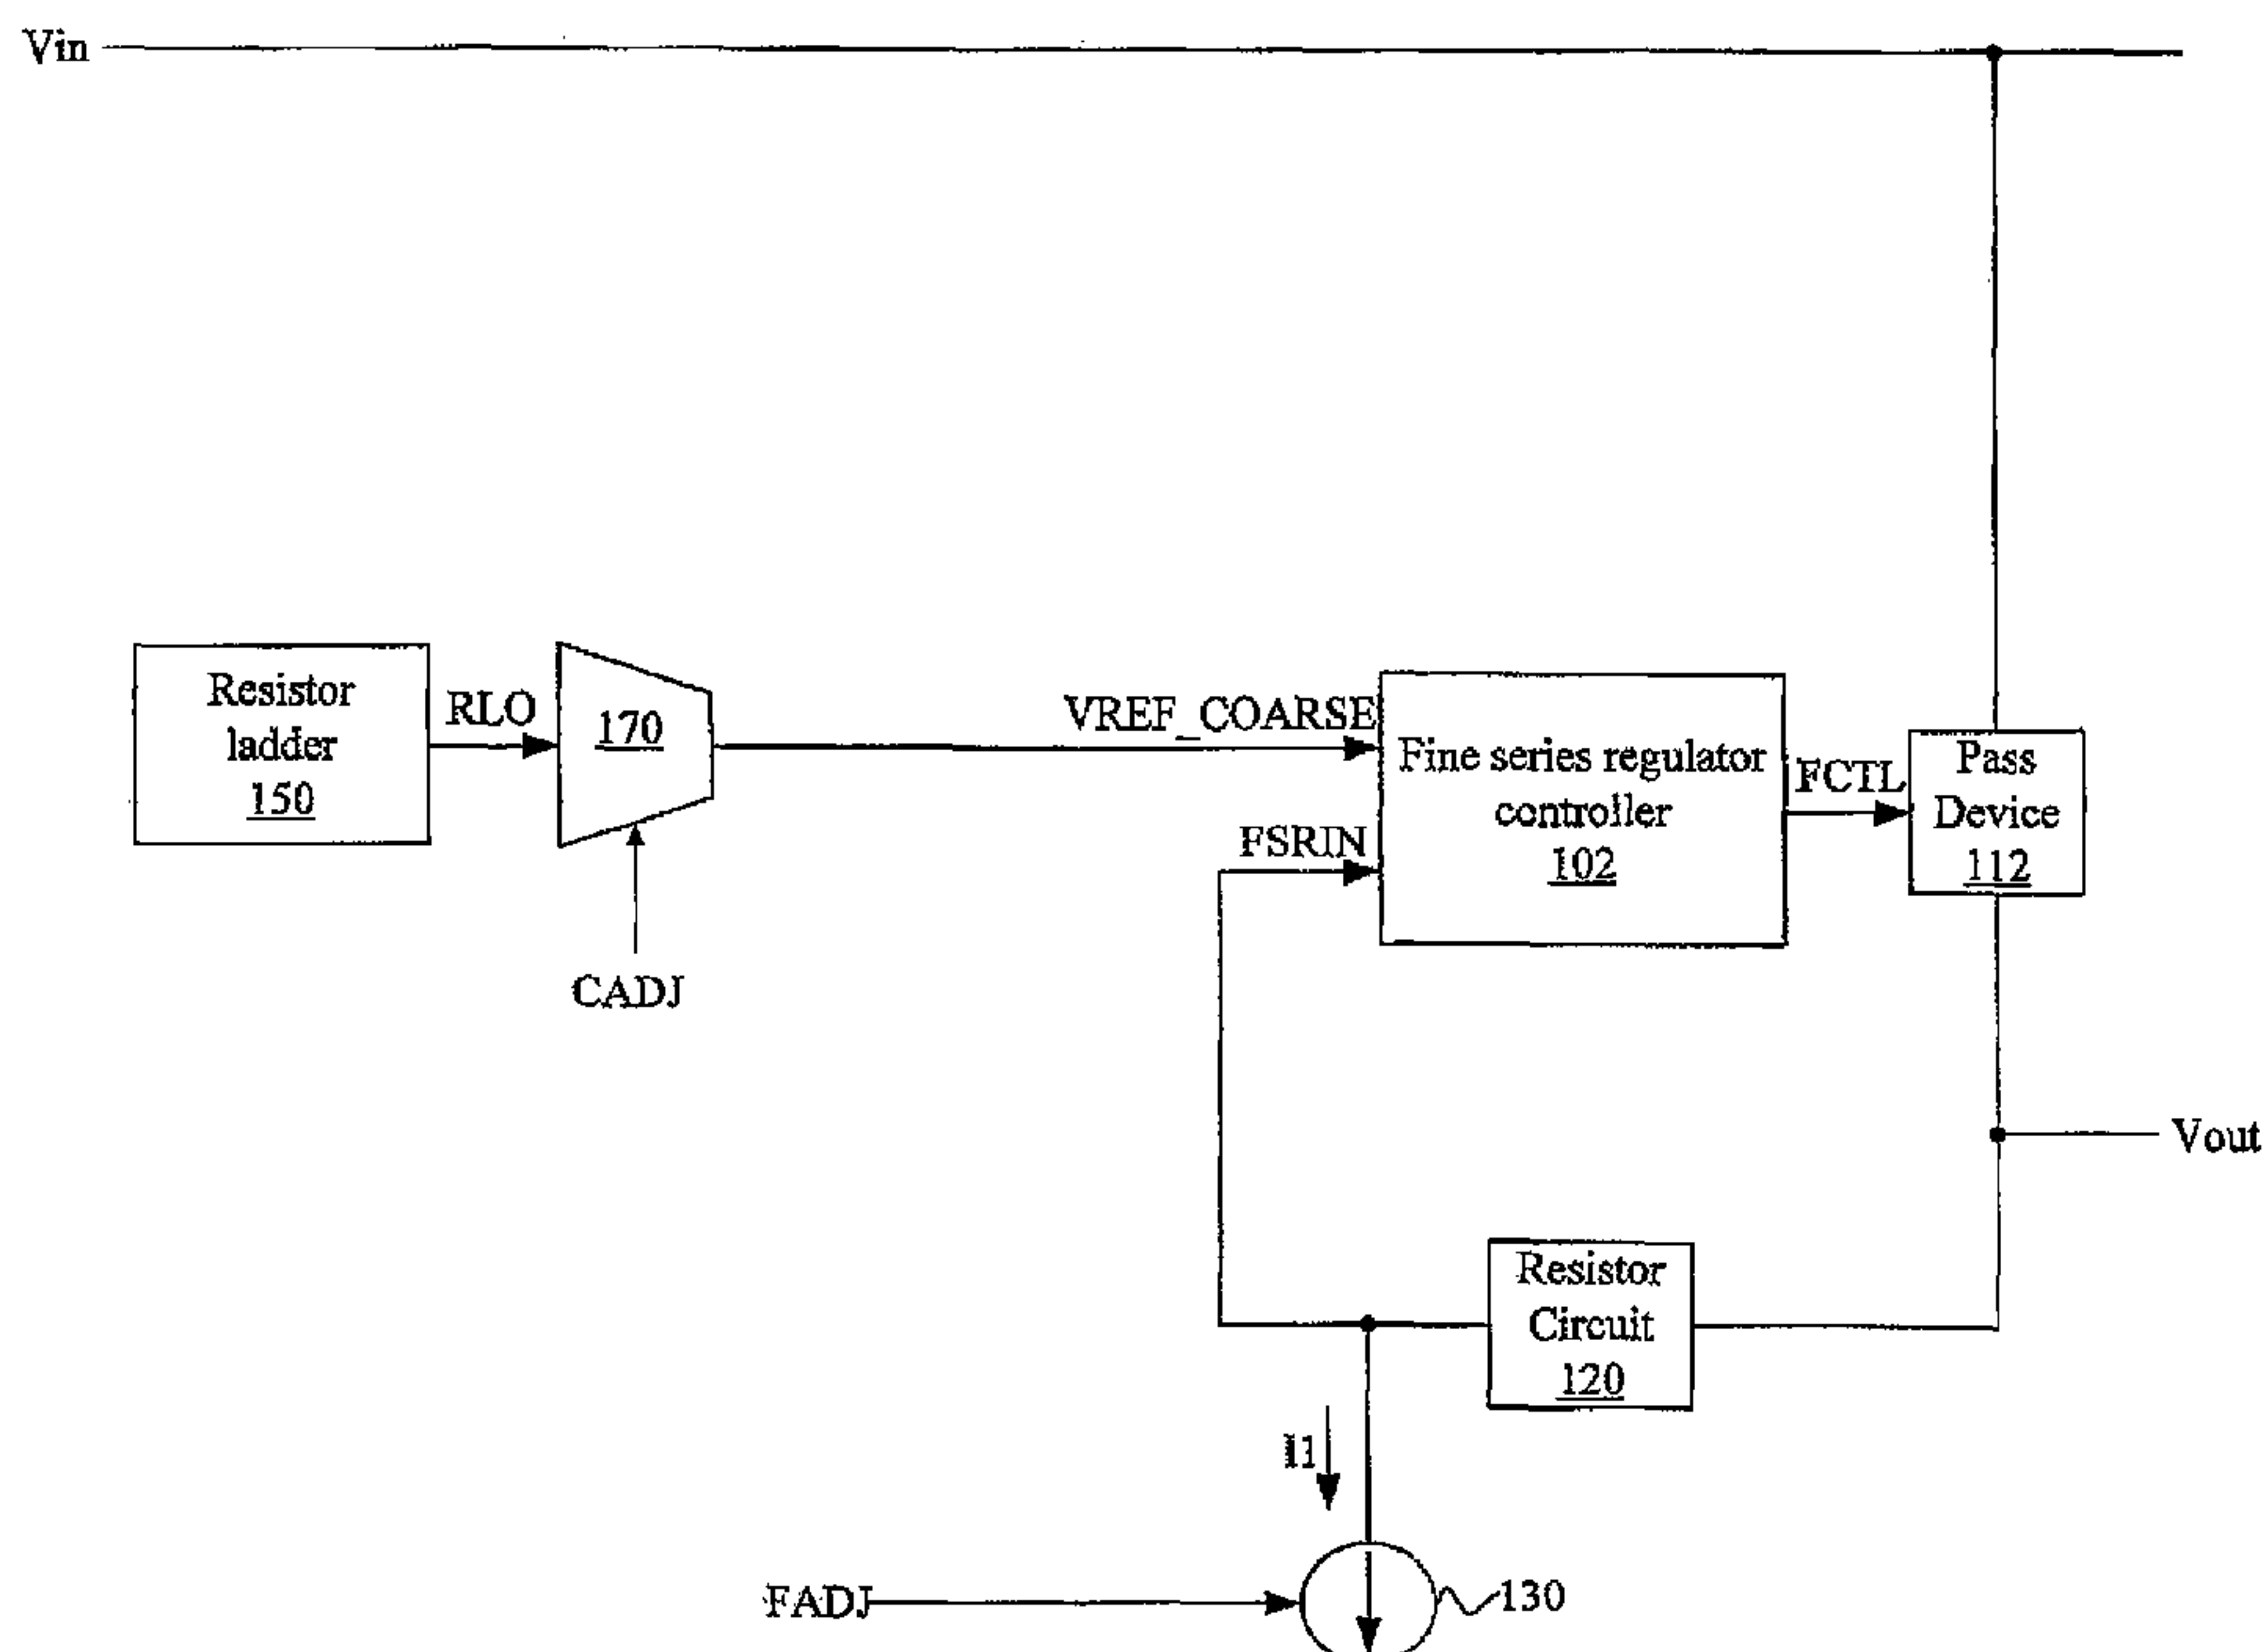 Vin
Resistor
ladder
150
RLO
170
CADJ
VREF_COARSE
FSRIN
Fine series regulator
controller
102
FCTL
Pass
Device
112
Vout
Resistor
Circuit
120
I1
FADJ
130